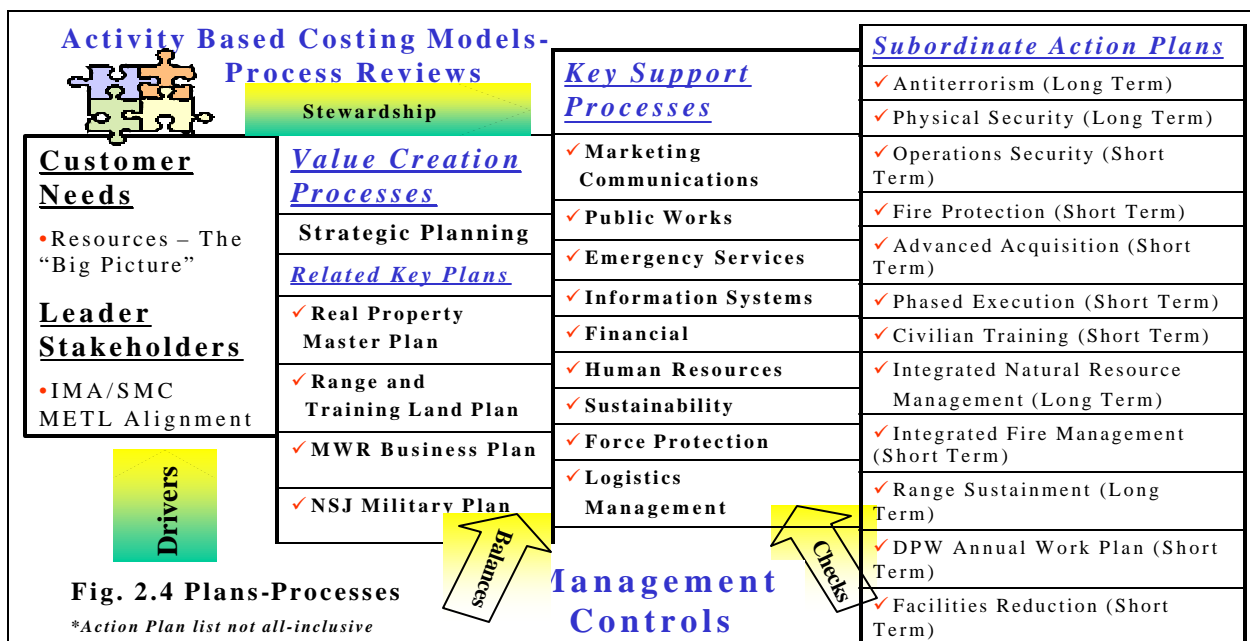 Activity Based Costing Models-
Process Reviews
Stewardship
Customer
Needs
•Resources – The
“Big Picture”
Leader
Stakeholders
•IMA/SMC
METL Alignment
Drivers
Value Creation
Processes
Strategic Planning
Related Key Plans
✓Real Property
Master Plan
✓Range and
Training Land Plan
✓MWR Business Plan
✓NSJ Military Plan
Key Support
Processes
✓Marketing
Communications
✓Public Works
✓Emergency Services
✓Information Systems
✓Financial
✓Human Resources
✓Sustainability
✓Force Protection
✓Logistics
Management
Subordinate Action Plans
✓Antiterrorism (Long Term)
✓Physical Security (Long Term)
✓Operations Security (Short
Term)
✓Fire Protection (Short Term)
✓Advanced Acquisition (Short
Term)
✓Phased Execution (Short Term)
✓Civilian Training (Short Term)
✓Integrated Natural Resource
Management (Long Term)
✓Integrated Fire Management
(Short Term)
✓Range Sustainment (Long
Term)
✓DPW Annual Work Plan (Short
Term)
✓Facilities Reduction (Short
Term)
Balances
Checks
Management
Controls
Fig. 2.4 Plans-Processes
*Action Plan list not all-inclusive